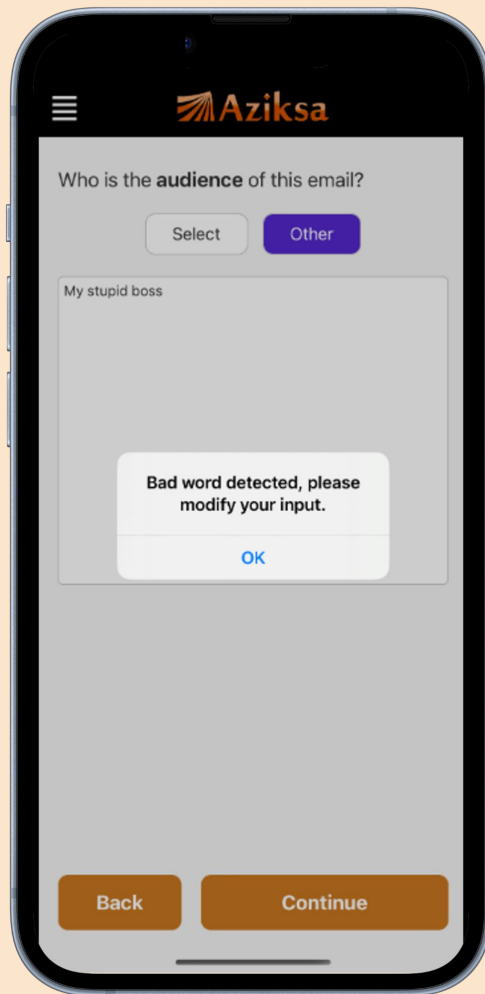 Aziksa
Who is the audience of this email?
Select
Other
My stupid boss
Bad word detected, please
modify your input.
OK
Back
Continue